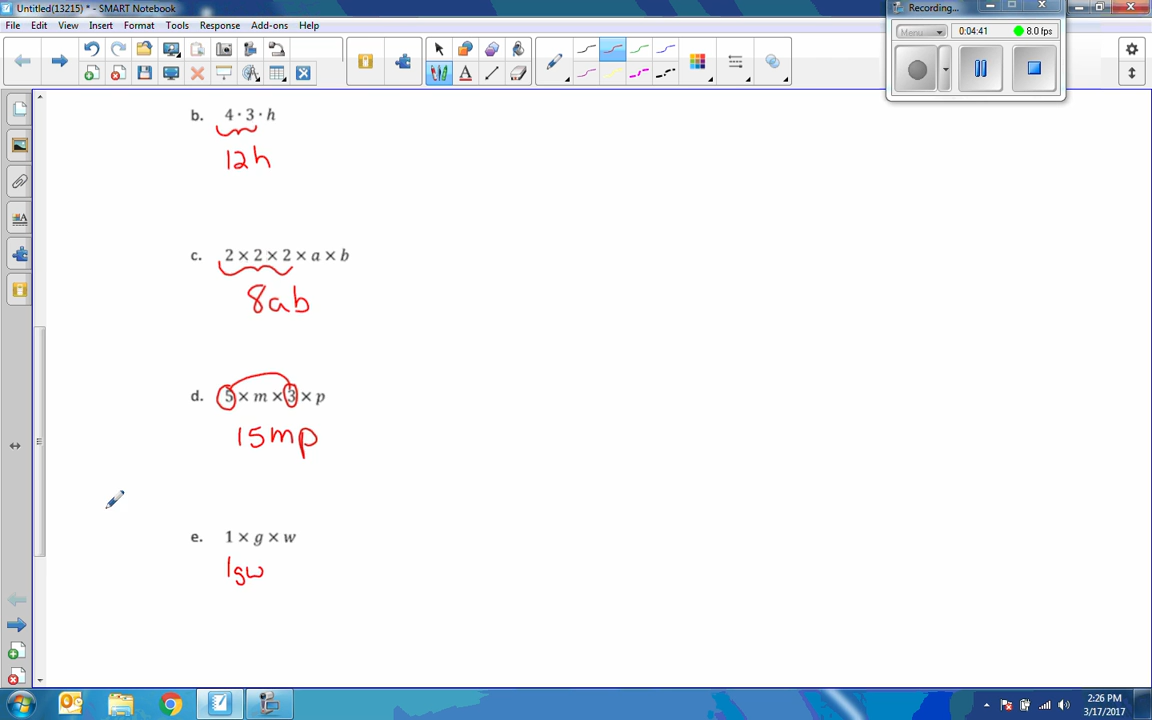 Untitled(13215) * - SMART Notebook
Recording...
File Edit View Insert Format Tools Response Add-ons Help
Menu 0:04:41 8.0 fps
b. 4 · 3 · h
12h
c. 2 × 2 × 2 × a × b
8ab
d. 5 × m × 3 × p
15mp
e. 1 × g × w
1gw
2:26 PM
3/17/2017